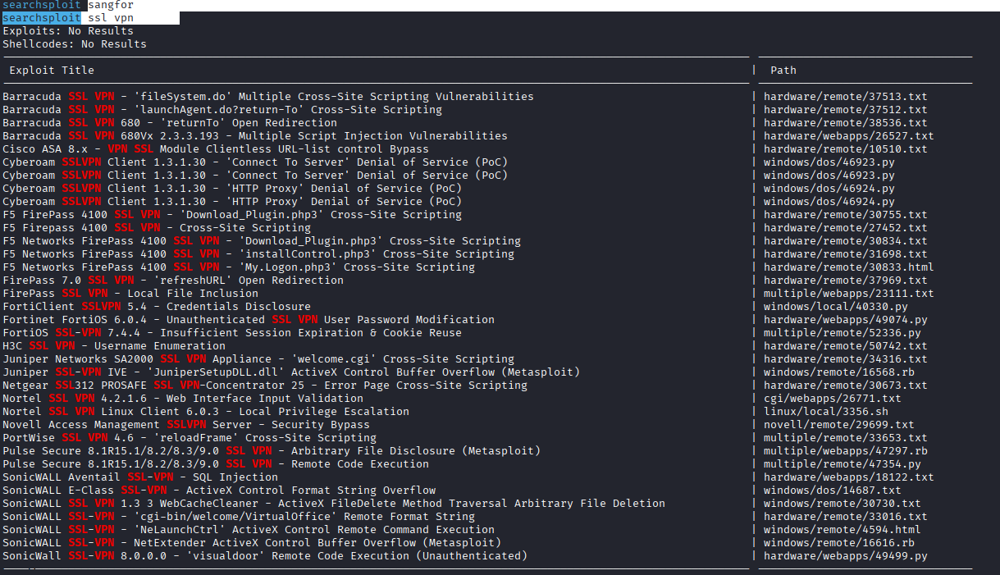 searchsploit sangfor
searchsploit ssl vpn
Exploits: No Results
Shellcodes: No Results
Exploit Title | Path
Barracuda SSL VPN - 'fileSystem.do' Multiple Cross-Site Scripting Vulnerabilities | hardware/remote/37513.txt
Barracuda SSL VPN - 'launchAgent.do?return-To' Cross-Site Scripting | hardware/remote/37512.txt
Barracuda SSL VPN 680 - 'returnTo' Open Redirection | hardware/remote/38536.txt
Barracuda SSL VPN 680Vx 2.3.3.193 - Multiple Script Injection Vulnerabilities | hardware/webapps/26527.txt
Cisco ASA 8.x - VPN SSL Module Clientless URL-list control Bypass | hardware/remote/10510.txt
Cyberoam SSLVPN Client 1.3.1.30 - 'Connect To Server' Denial of Service (PoC) | windows/dos/46923.py
Cyberoam SSLVPN Client 1.3.1.30 - 'Connect To Server' Denial of Service (PoC) | windows/dos/46923.py
Cyberoam SSLVPN Client 1.3.1.30 - 'HTTP Proxy' Denial of Service (PoC) | windows/dos/46924.py
Cyberoam SSLVPN Client 1.3.1.30 - 'HTTP Proxy' Denial of Service (PoC) | windows/dos/46924.py
F5 FirePass 4100 SSL VPN - 'Download_Plugin.php3' Cross-Site Scripting | hardware/remote/30755.txt
F5 Firepass 4100 SSL VPN - Cross-Site Scripting | hardware/remote/27452.txt
F5 Networks FirePass 4100 SSL VPN - 'Download_Plugin.php3' Cross-Site Scripting | hardware/remote/30834.txt
F5 Networks FirePass 4100 SSL VPN - 'installControl.php3' Cross-Site Scripting | hardware/remote/31698.txt
F5 Networks FirePass 4100 SSL VPN - 'My.Logon.php3' Cross-Site Scripting | hardware/remote/30833.html
FirePass 7.0 SSL VPN - 'refreshURL' Open Redirection | hardware/remote/37969.txt
FirePass SSL VPN - Local File Inclusion | multiple/webapps/23111.txt
FortiClient SSLVPN 5.4 - Credentials Disclosure | windows/local/40330.py
Fortinet FortiOS 6.0.4 - Unauthenticated SSL VPN User Password Modification | hardware/webapps/49074.py
FortiOS SSL-VPN 7.4.4 - Insufficient Session Expiration & Cookie Reuse | multiple/remote/52336.py
H3C SSL VPN - Username Enumeration | hardware/remote/50742.txt
Juniper Networks SA2000 SSL VPN Appliance - 'welcome.cgi' Cross-Site Scripting | hardware/remote/34316.txt
Juniper SSL-VPN IVE - 'JuniperSetupDLL.dll' ActiveX Control Buffer Overflow (Metasploit) | windows/remote/16568.rb
Netgear SSL312 PROSAFE SSL VPN-Concentrator 25 - Error Page Cross-Site Scripting | hardware/remote/30673.txt
Nortel SSL VPN 4.2.1.6 - Web Interface Input Validation | cgi/webapps/26771.txt
Nortel SSL VPN Linux Client 6.0.3 - Local Privilege Escalation | linux/local/3356.sh
Novell Access Management SSLVPN Server - Security Bypass | novell/remote/29699.txt
PortWise SSL VPN 4.6 - 'reloadFrame' Cross-Site Scripting | multiple/remote/33653.txt
Pulse Secure 8.1R15.1/8.2/8.3/9.0 SSL VPN - Arbitrary File Disclosure (Metasploit) | multiple/webapps/47297.rb
Pulse Secure 8.1R15.1/8.2/8.3/9.0 SSL VPN - Remote Code Execution | multiple/remote/47354.py
SonicWALL Aventail SSL-VPN - SQL Injection | hardware/webapps/18122.txt
SonicWALL E-Class SSL-VPN - ActiveX Control Format String Overflow | windows/dos/14687.txt
SonicWALL SSL VPN 1.3 3 WebCacheCleaner - ActiveX FileDelete Method Traversal Arbitrary File Deletion | windows/remote/30730.txt
SonicWALL SSL-VPN - 'cgi-bin/welcome/VirtualOffice' Remote Format String | hardware/remote/33016.txt
SonicWALL SSL-VPN - 'NeLaunchCtrl' ActiveX Control Remote Command Execution | windows/remote/4594.html
SonicWALL SSL-VPN - NetExtender ActiveX Control Buffer Overflow (Metasploit) | windows/remote/16616.rb
SonicWall SSL-VPN 8.0.0.0 - 'visualdoor' Remote Code Execution (Unauthenticated) | hardware/webapps/49499.py